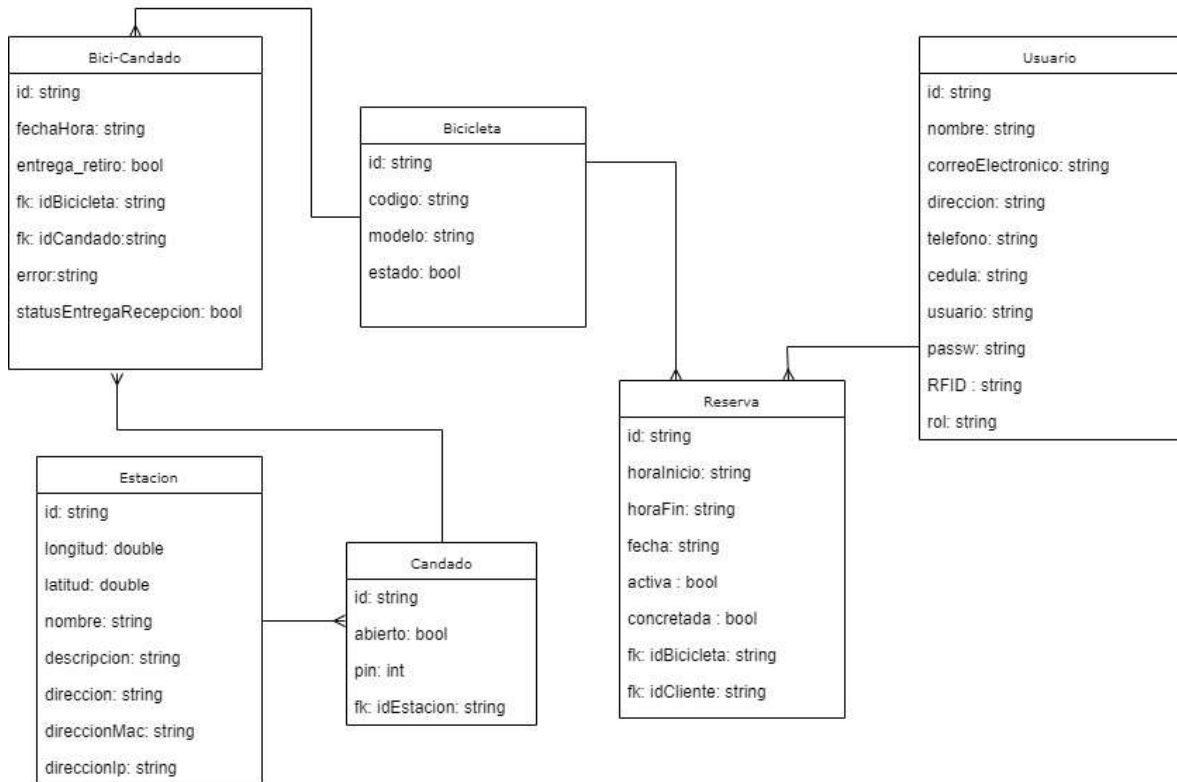 Bici-Candado
id: string
fechaHora: string
entrega_retiro: bool
fk: idBicicleta: string
fk: idCandado:string
error:string
statusEntregaRecepcion: bool
Bicicleta
id: string
codigo: string
modelo: string
estado: bool
Usuario
id: string
nombre: string
correoElectronico: string
direccion: string
telefono: string
cedula: string
usuario: string
passw: string
RFID : string
rol: string
Estacion
id: string
longitud: double
latitud: double
nombre: string
descripcion: string
direccion: string
direccionMac: string
direccionIp: string
Candado
id: string
abierto: bool
pin: int
fk: idEstacion: string
Reserva
id: string
horaInicio: string
horaFin: string
fecha: string
activa : bool
concretada : bool
fk: idBicicleta: string
fk: idCliente: string